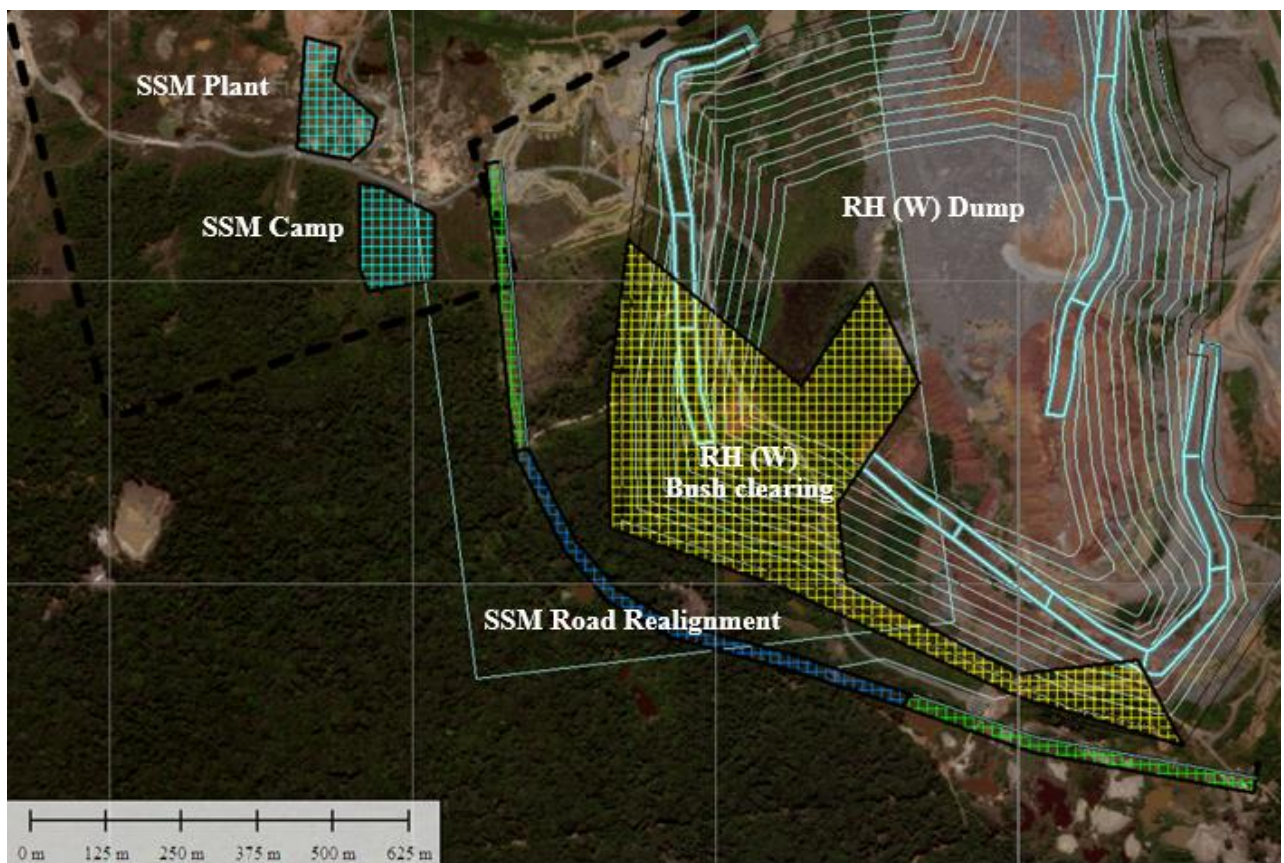 SSM Plant
SSM Camp
RH (W) Dump
RH (W)
Bush clearing
SSM Road Realignment
0 m 125 m 250 m 375 m 500 m 625 m